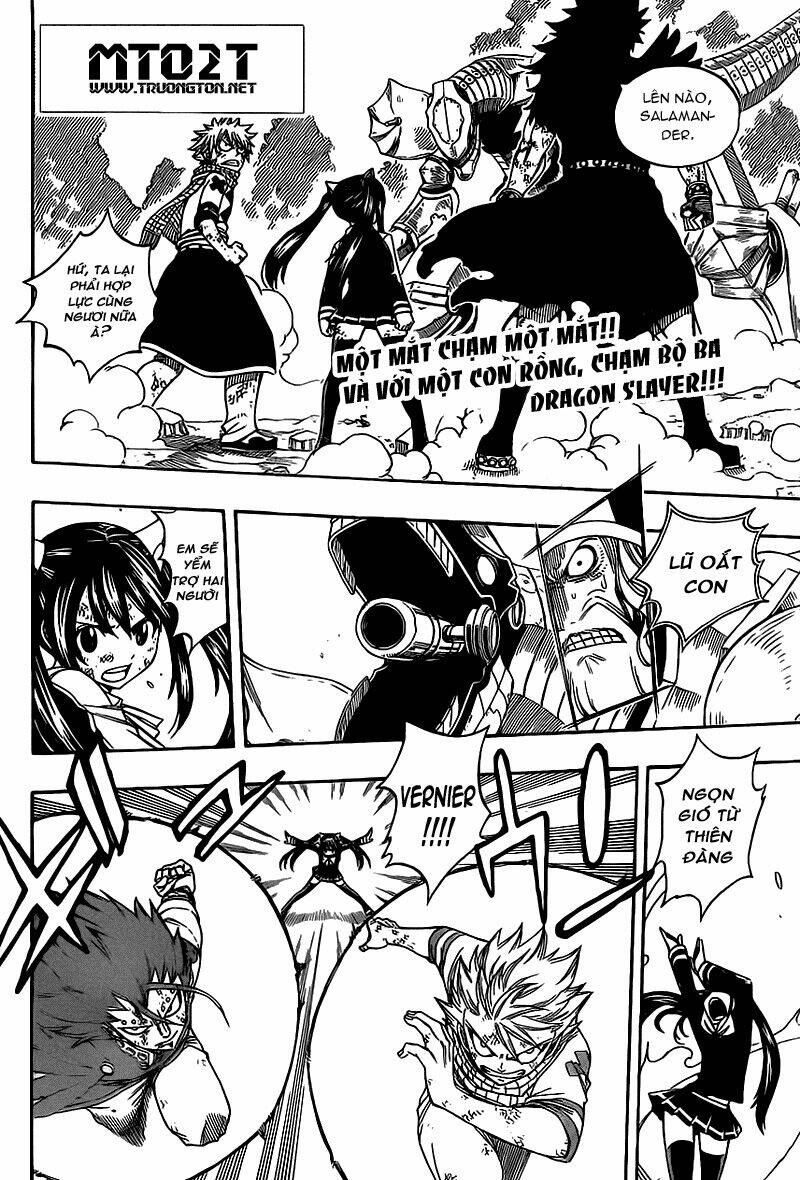 MT02T
WWW.TRUONGTON.NET
LÊN NÀO,
SALAMAN-
DER.
HỨ, TA LẠI
PHẢI HỢP
LỰC CÙNG
NGƯƠI NỮA
À?
MỘT MẮT CHẠM MỘT MẮT!!
VÀ VỚI MỘT CON RỒNG, CHẠM BỘ BA
DRAGON SLAYER!!!
EM SẼ
YỂM
TRỢ HAI
NGƯỜI
LŨ OẮT
CON
NGỌN
GIÓ TỪ
THIÊN
ĐÀNG
VERNIER
!!!!